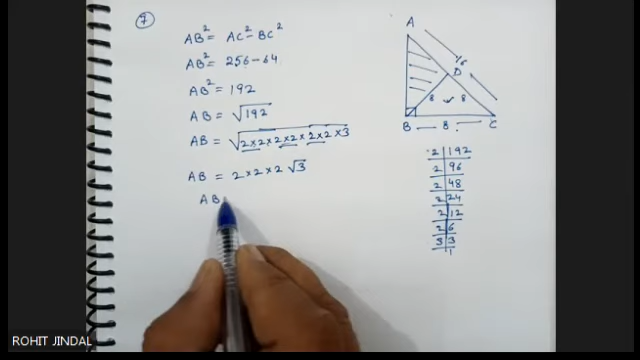 7
AB² = AC² - BC²
AB² = 256 - 64
AB² = 192
AB = √192
AB = √2×2×2×2×2×2×3
AB = 2×2×2 √3
AB
A
16
D
8 8
B 8 C
2 192
2 96
2 48
2 24
2 12
2 6
3 3
1
ROHIT JINDAL